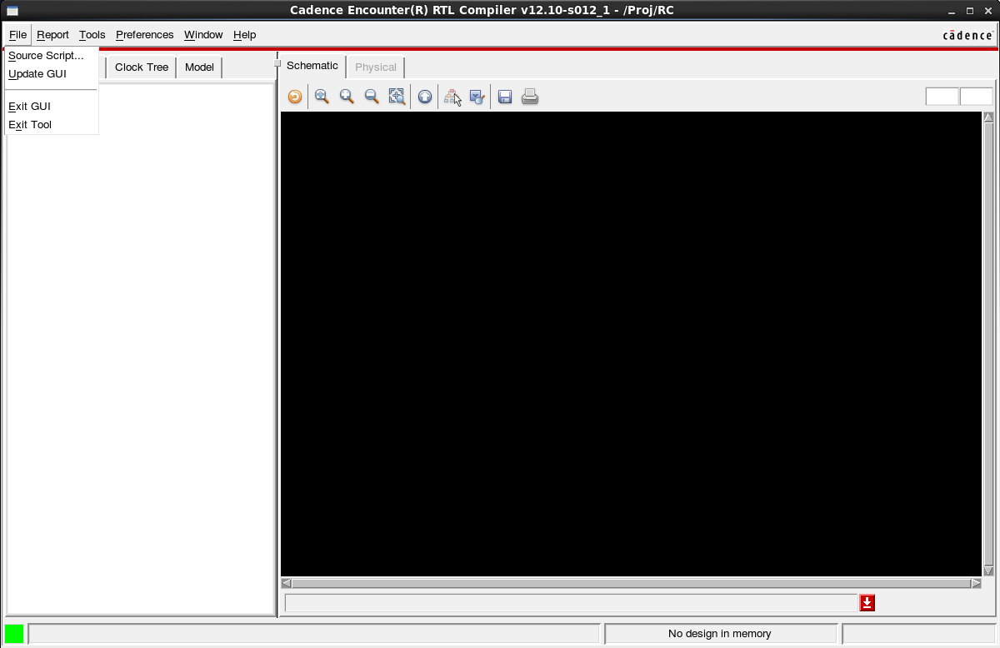 Cadence Encounter(R) RTL Compiler v12.10-s012_1 - /Proj/RC
File Report Tools Preferences Window Help cādence
Source Script...
Update GUI
Exit GUI
Exit Tool
Clock Tree Model
Schematic Physical
No design in memory